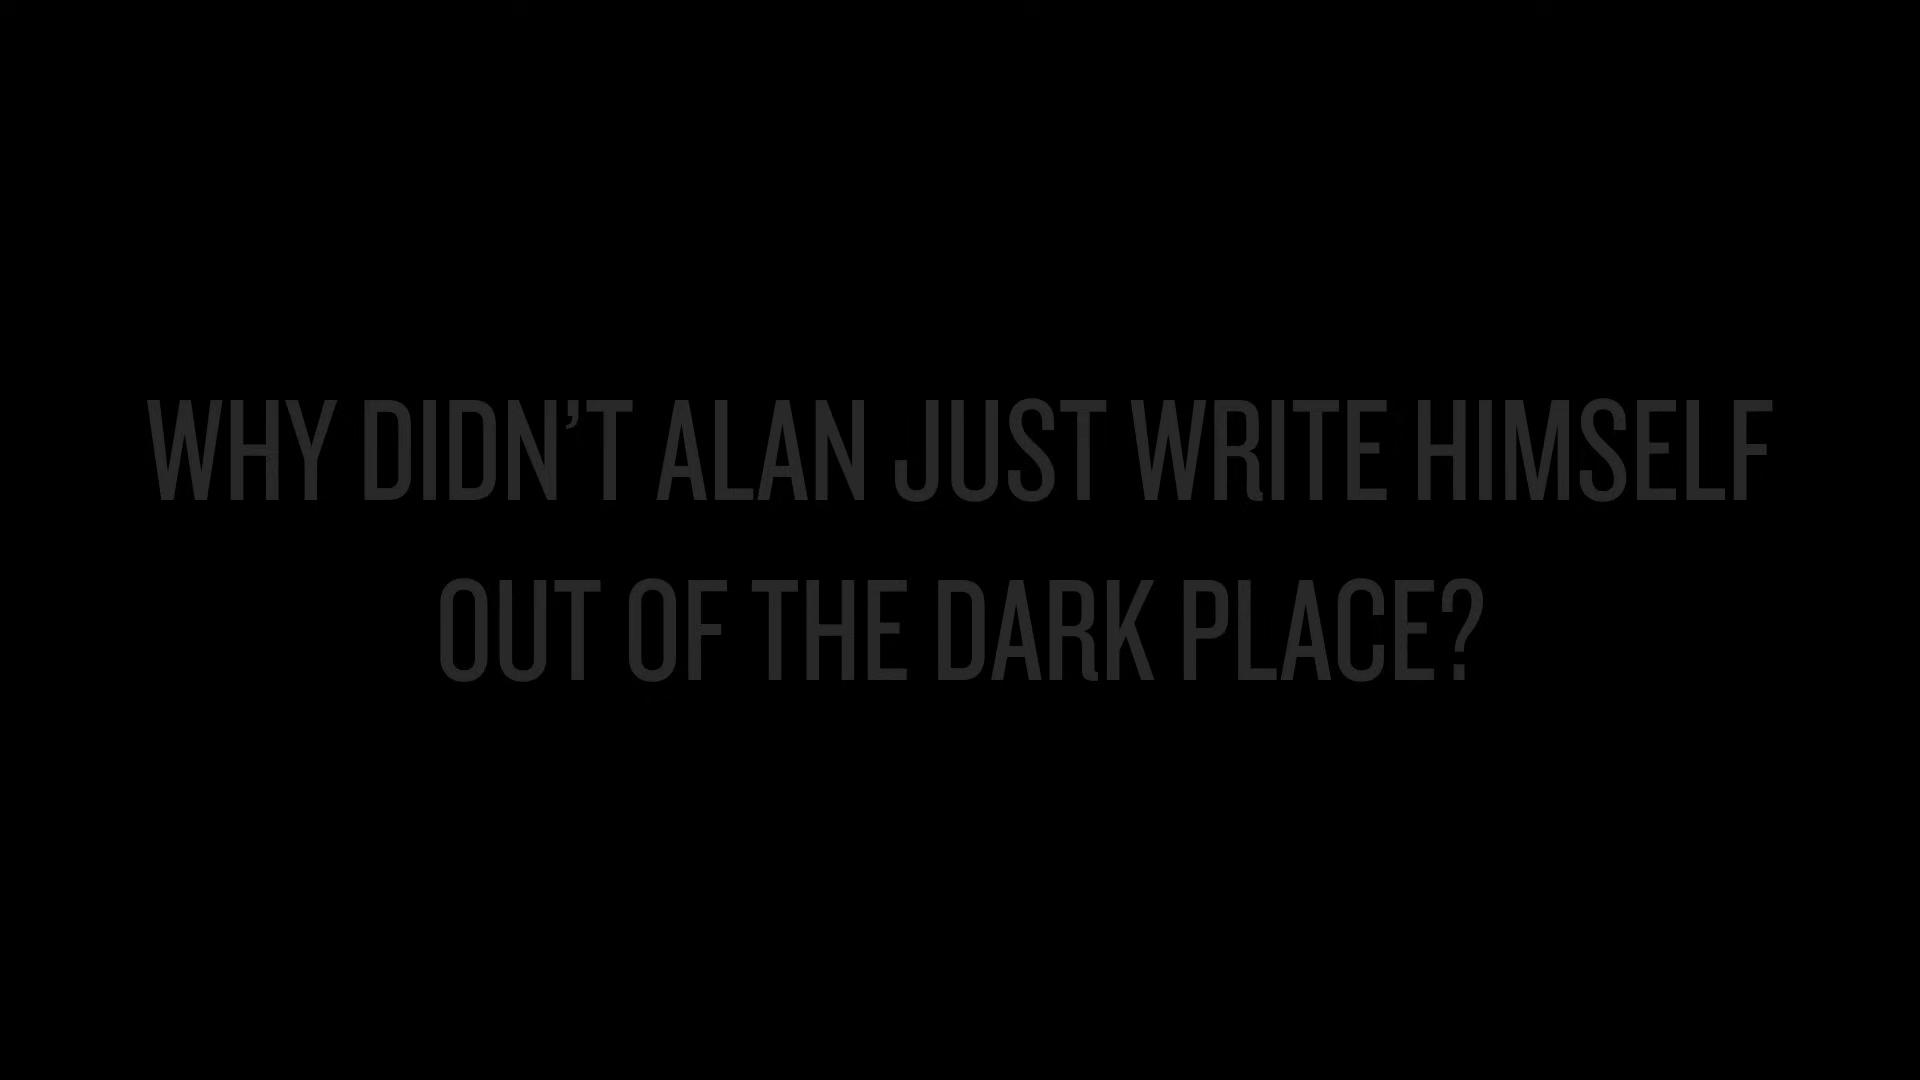 WHY DIDN’T ALAN JUST WRITE HIMSELF
OUT OF THE DARK PLACE?